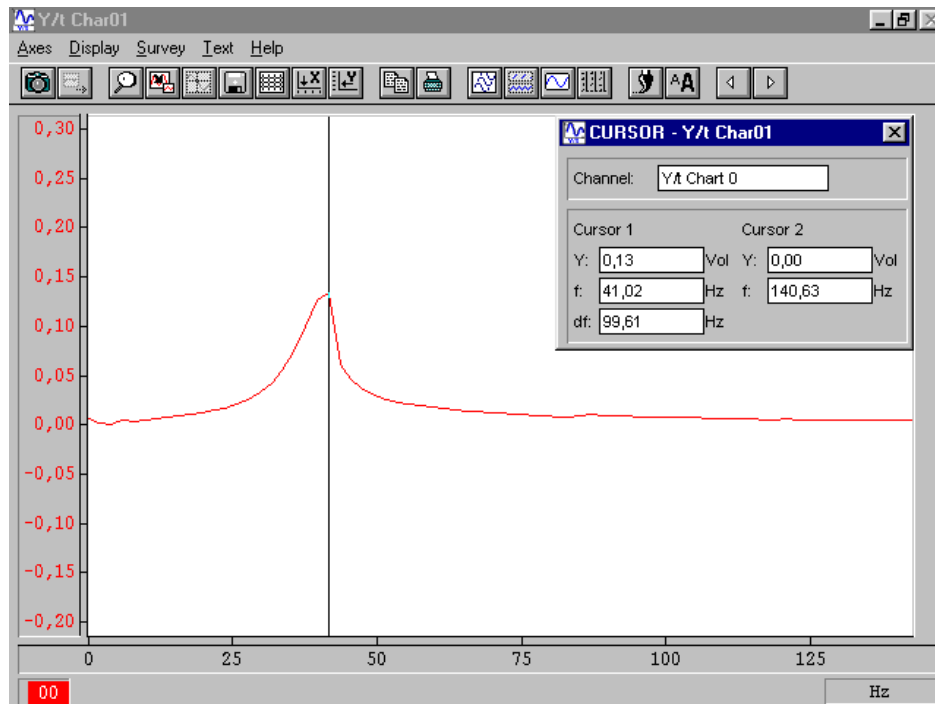 Y/t Char01
Axes Display Survey Text Help
X Y AA
CURSOR - Y/t Char01
Channel: Y/t Chart 0
Cursor 1 Cursor 2
Y: 0,13 Vol Y: 0,00 Vol
f: 41,02 Hz f: 140,63 Hz
df: 99,61 Hz
0,30
0,25
0,20
0,15
0,10
0,05
0,00
-0,05
-0,10
-0,15
-0,20
0 25 50 75 100 125
00 Hz